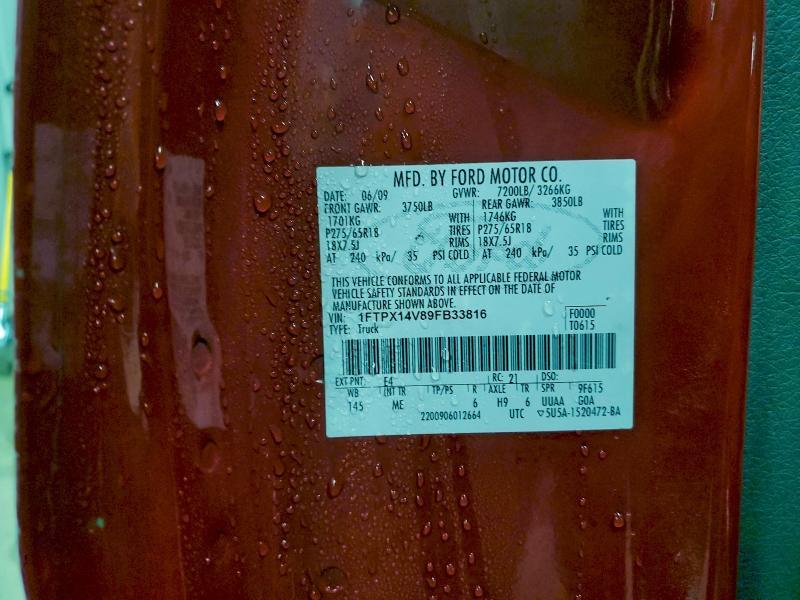 MFD. BY FORD MOTOR CO.
DATE: 06/09 GVWR: 7200LB/ 3266KG
FRONT GAWR: 3750LB REAR GAWR: 3850LB
1701KG WITH 1746KG WITH
P275/65R18 TIRES P275/65R18 TIRES
18X7.5J RIMS 18X7.5J RIMS
AT 240 kPa/ 35 PSI COLD AT 240 kPa/ 35 PSI COLD
THIS VEHICLE CONFORMS TO ALL APPLICABLE FEDERAL MOTOR
VEHICLE SAFETY STANDARDS IN EFFECT ON THE DATE OF
MANUFACTURE SHOWN ABOVE.
VIN: 1FTPX14V89FB33816 F0000
TYPE: Truck T0615
EXT PNT: E4 RC: 21 DSO:
WB INT TR TP/PS R AXLE TR SPR 9F615
145 ME 6 H9 6 UUAA GOA
2200906012664 UTC ▽5U5A-1520472-BA